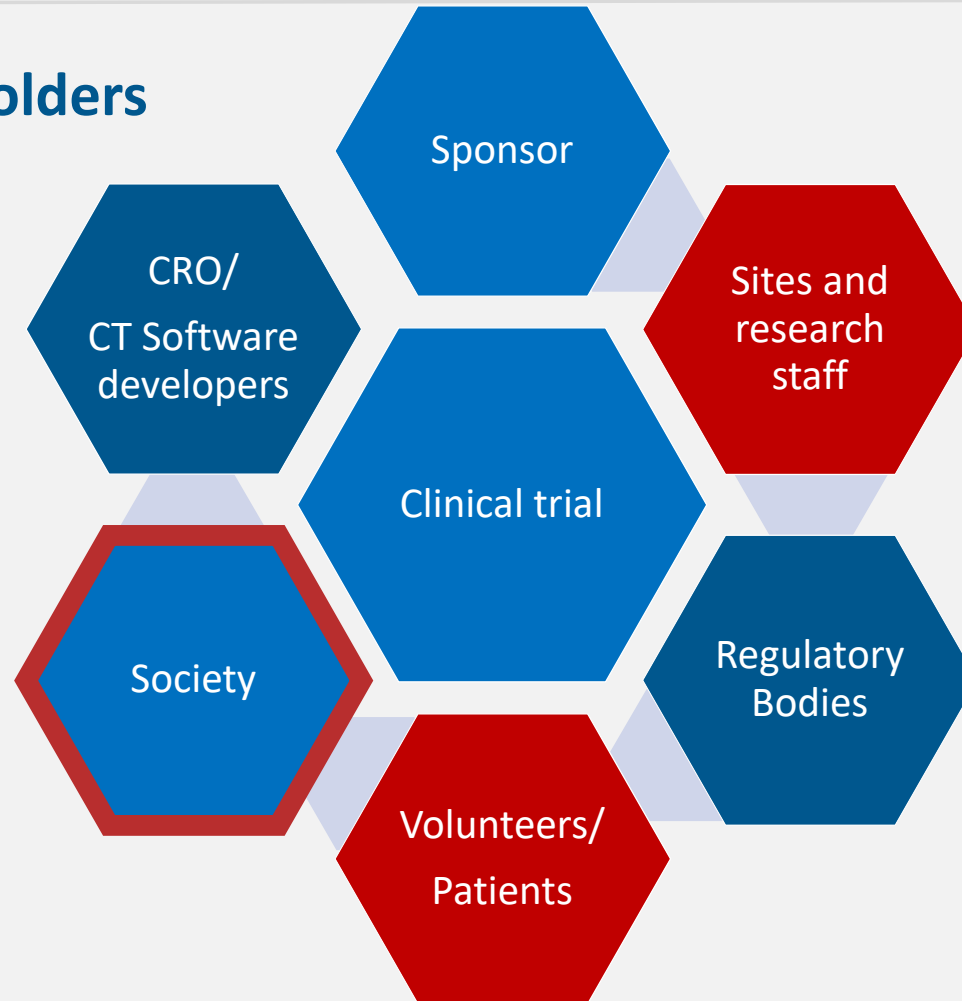 olders
Sponsor
CRO/
CT Software
developers
Sites and
research
staff
Clinical trial
Society
Regulatory
Bodies
Volunteers/
Patients